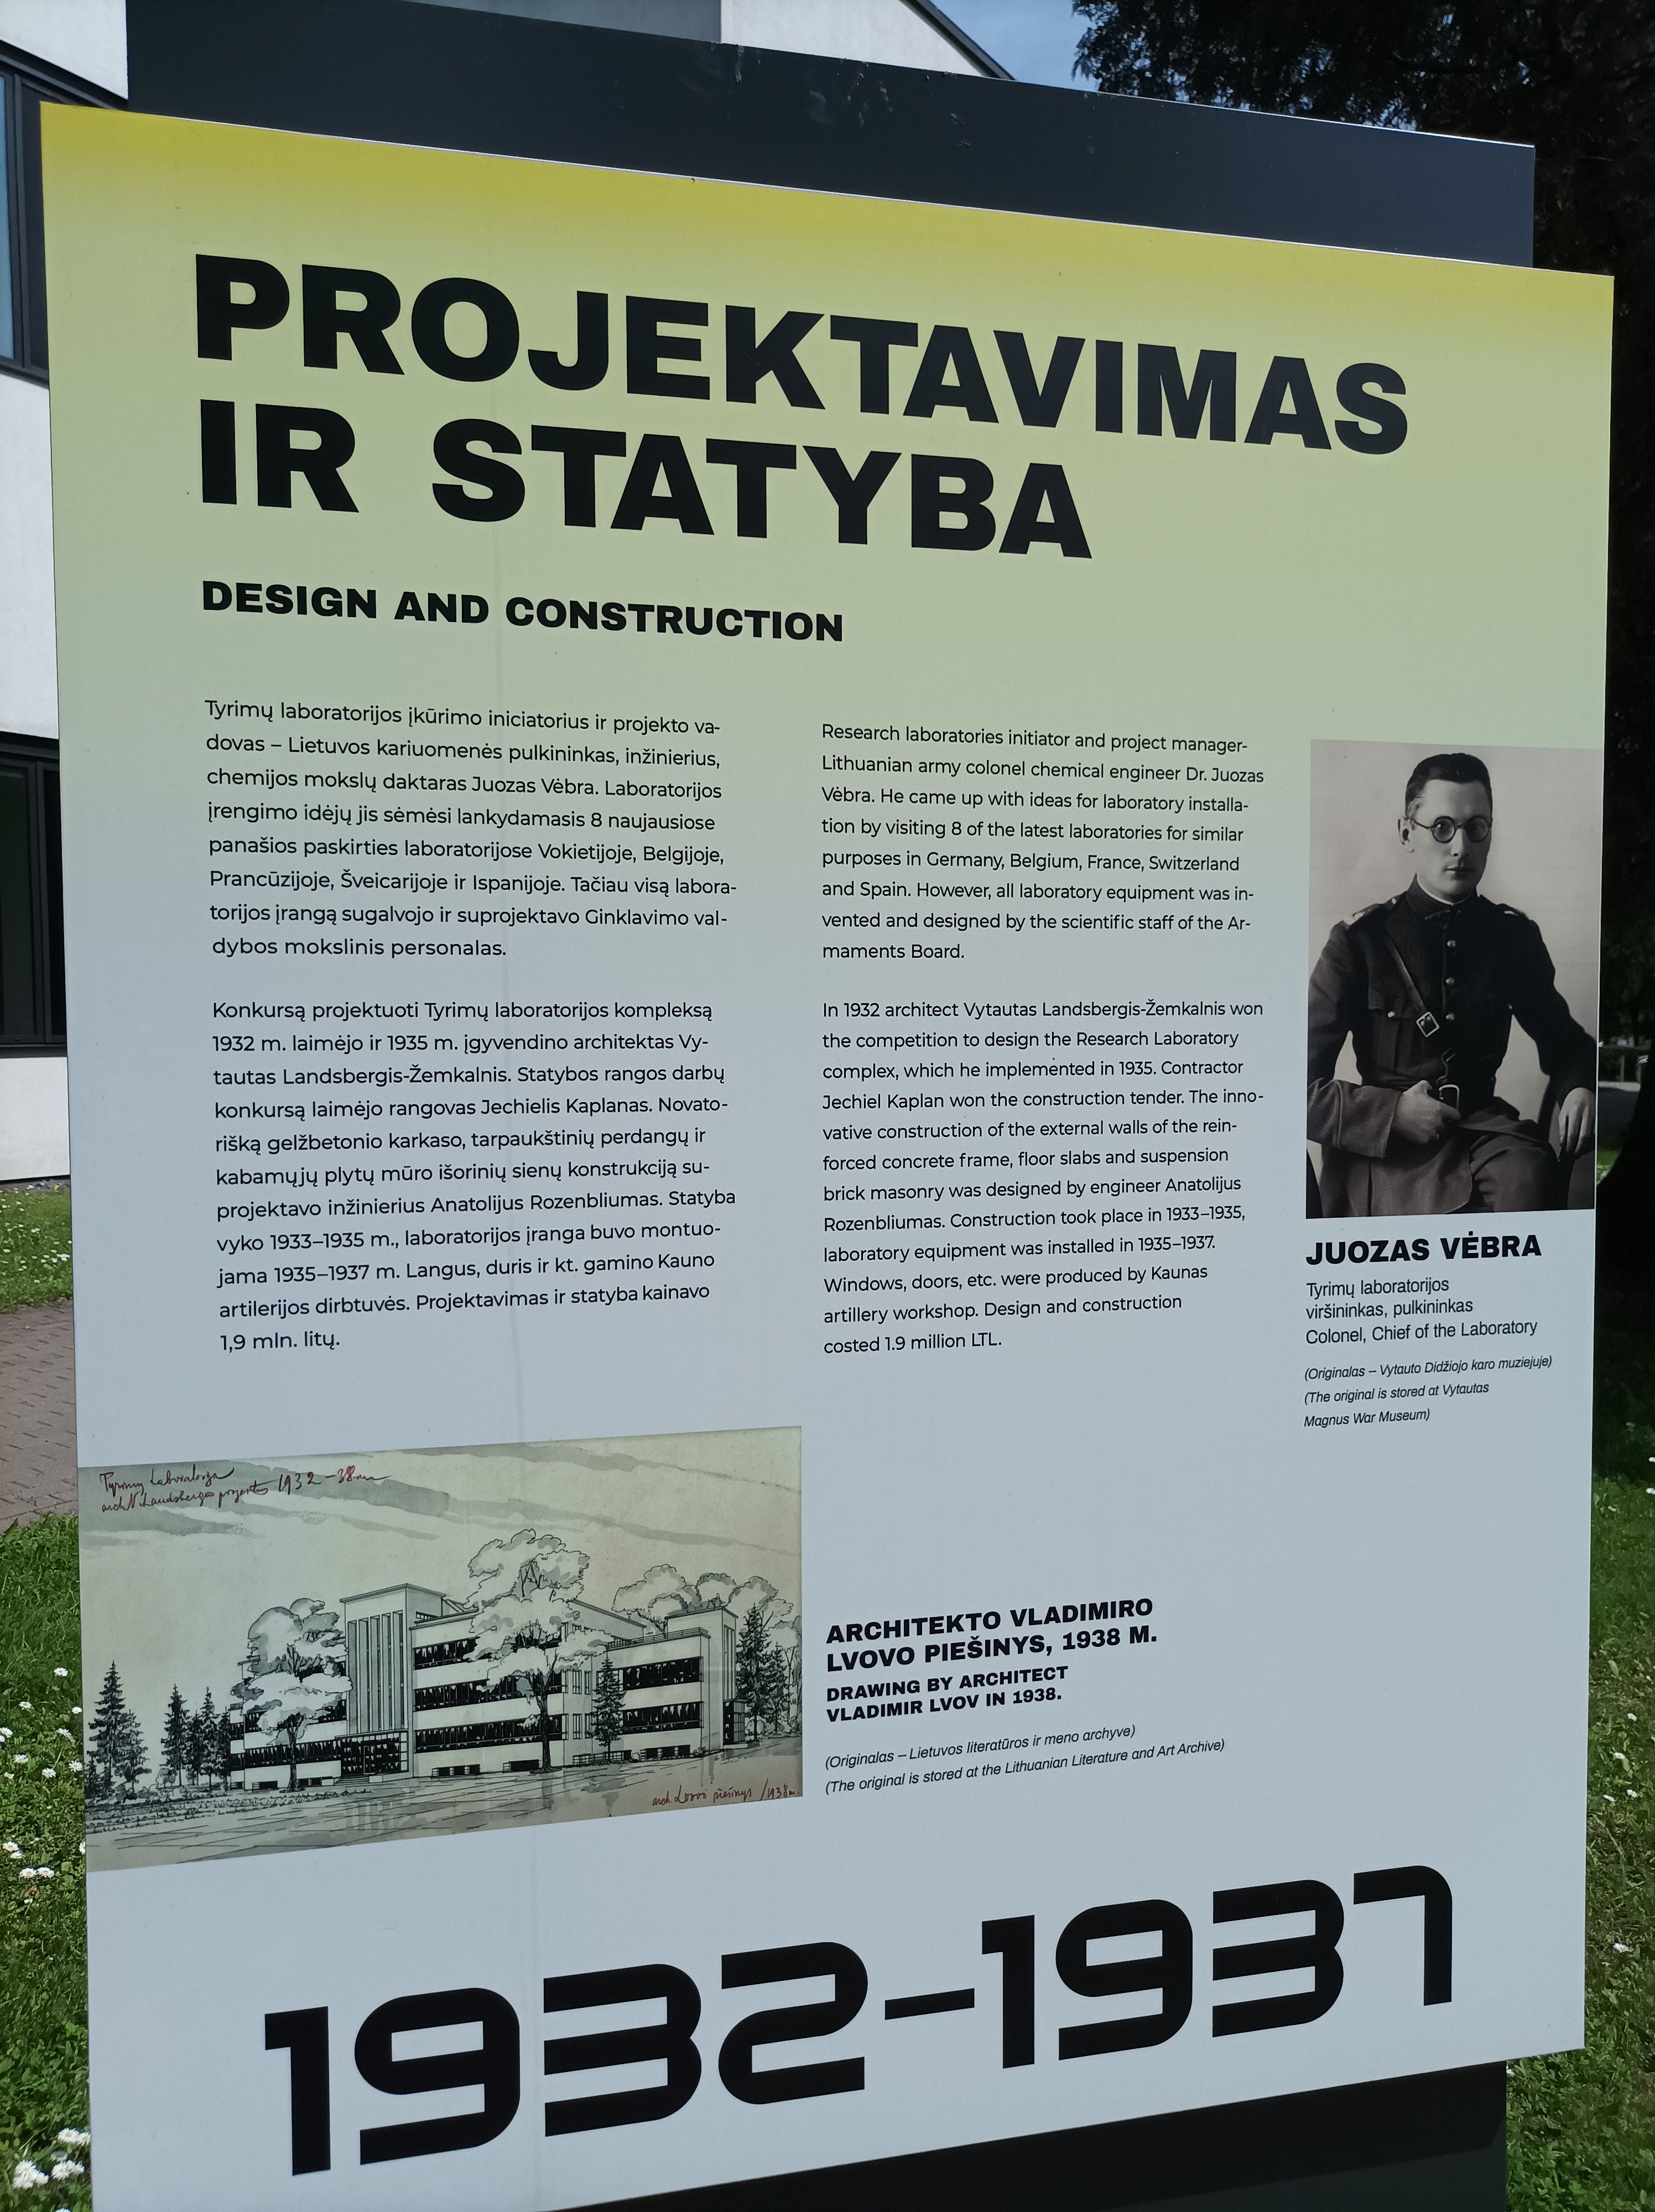 PROJEKTAVIMAS
IR STATYBA
DESIGN AND CONSTRUCTION
Tyrimų laboratorijos įkūrimo iniciatorius ir projekto va-
dovas – Lietuvos kariuomenės pulkininkas, inžinierius,
chemijos mokslų daktaras Juozas Vėbra. Laboratorijos
įrengimo idėjų jis sėmėsi lankydamasis 8 naujausiose
panašios paskirties laboratorijose Vokietijoje, Belgijoje,
Prancūzijoje, Šveicarijoje ir Ispanijoje. Tačiau visą labora-
torijos įrangą sugalvojo ir suprojektavo Ginklavimo val-
dybos mokslinis personalas.
Konkursą projektuoti Tyrimų laboratorijos kompleksą
1932 m. laimėjo ir 1935 m. įgyvendino architektas Vy-
tautas Landsbergis-Žemkalnis. Statybos rangos darbų
konkursą laimėjo rangovas Jechielis Kaplanas. Novato-
rišką gelžbetonio karkaso, tarpaukštinių perdangų ir
kabamųjų plytų mūro išorinių sienų konstrukciją su-
projektavo inžinierius Anatolijus Rozenbliumas. Statyba
vyko 1933–1935 m., laboratorijos įranga buvo montuo-
jama 1935–1937 m. Langus, duris ir kt. gamino Kauno
artilerijos dirbtuvės. Projektavimas ir statyba kainavo
1,9 mln. litų.
Research laboratories initiator and project manager-
Lithuanian army colonel chemical engineer Dr. Juozas
Vėbra. He came up with ideas for laboratory installa-
tion by visiting 8 of the latest laboratories for similar
purposes in Germany, Belgium, France, Switzerland
and Spain. However, all laboratory equipment was in-
vented and designed by the scientific staff of the Ar-
maments Board.
In 1932 architect Vytautas Landsbergis-Žemkalnis won
the competition to design the Research Laboratory
complex, which he implemented in 1935. Contractor
Jechiel Kaplan won the construction tender. The inno-
vative construction of the external walls of the rein-
forced concrete frame, floor slabs and suspension
brick masonry was designed by engineer Anatolijus
Rozenbliumas. Construction took place in 1933–1935,
laboratory equipment was installed in 1935–1937.
Windows, doors, etc. were produced by Kaunas
artillery workshop. Design and construction
costed 1.9 million LTL.
JUOZAS VĖBRA
Tyrimų laboratorijos
viršininkas, pulkininkas
Colonel, Chief of the Laboratory
(Originalas – Vytauto Didžiojo karo muziejuje)
(The original is stored at Vytautas
Magnus War Museum)
Tyrimų Laboratorija
arch V. Landsbergio projektas 1932–38 m
arch Lvovo piešinys /1938 m.
ARCHITEKTO VLADIMIRO
LVOVO PIEŠINYS, 1938 M.
DRAWING BY ARCHITECT
VLADIMIR LVOV IN 1938.
(Originalas – Lietuvos literatūros ir meno archyve)
(The original is stored at the Lithuanian Literature and Art Archive)
1932–1937